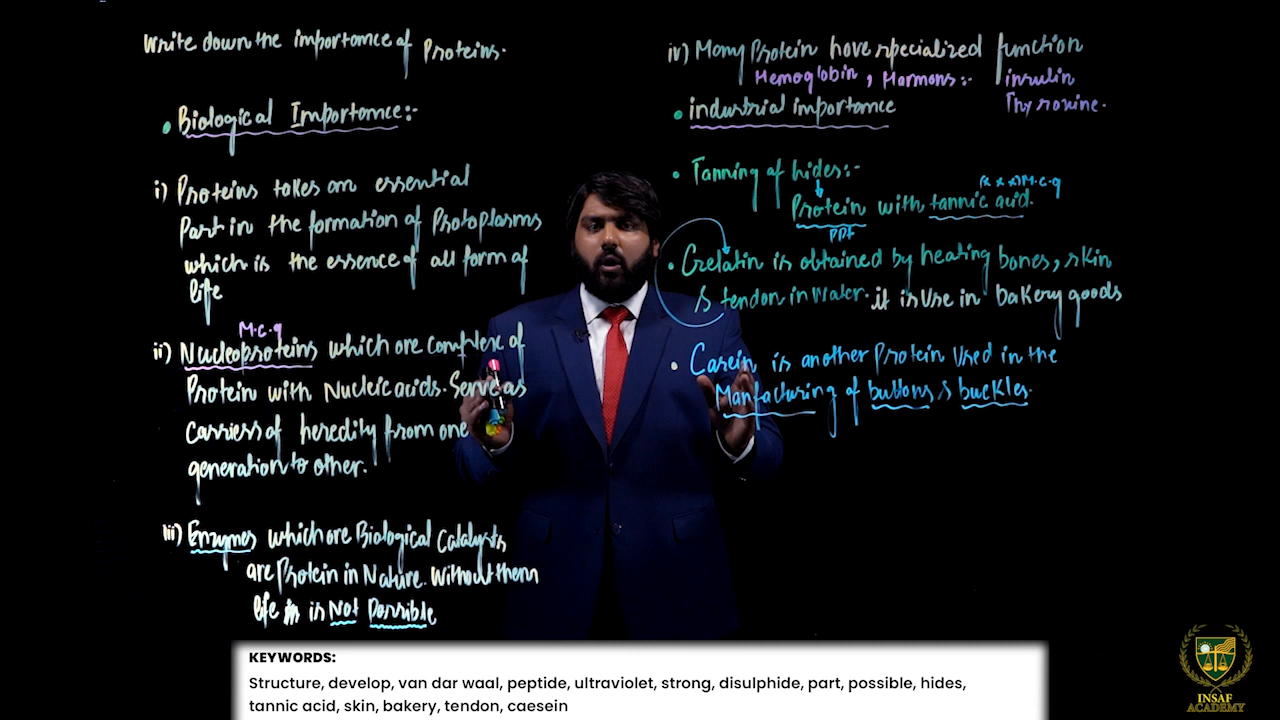 Write down the importance of Proteins.
• Biological Importance:-
i) Proteins takes an essential
Part in the formation of Protoplasms
which is the essence of all form of
life
M.C.q
ii) Nucleoproteins which are complexe of
Protein with Nucleic acids. Serve as
carriers of heredity from one
generation to other.
iii) Enzymes which are Biological Catalysts
are Protein in Nature. Without them
life is is Not Possible
iv) Many Protein have specialized function
Hemoglobin, Harmons:- insulin
Thyroxine.
• industrial importance
• Tanning of hides:-
(x x x) M.C.q
Protein with tannic acid.
PPt
• Gelatin is obtained by heating bones, skin
& tendon in Water. it is Use in bakery goods
• Casein is another Protein Used in the
Manfacturing of buttons & buckles.
KEYWORDS:
Structure, develop, van dar waal, peptide, ultraviolet, strong, disulphide, part, possible, hides,
tannic acid, skin, bakery, tendon, caesein
INSAF
ACADEMY